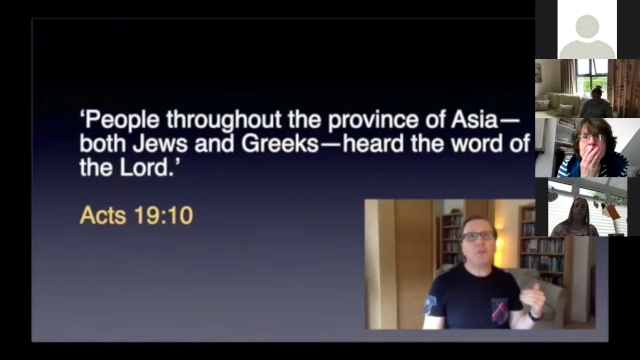 ‘People throughout the province of Asia—
both Jews and Greeks—heard the word of
the Lord.’
Acts 19:10